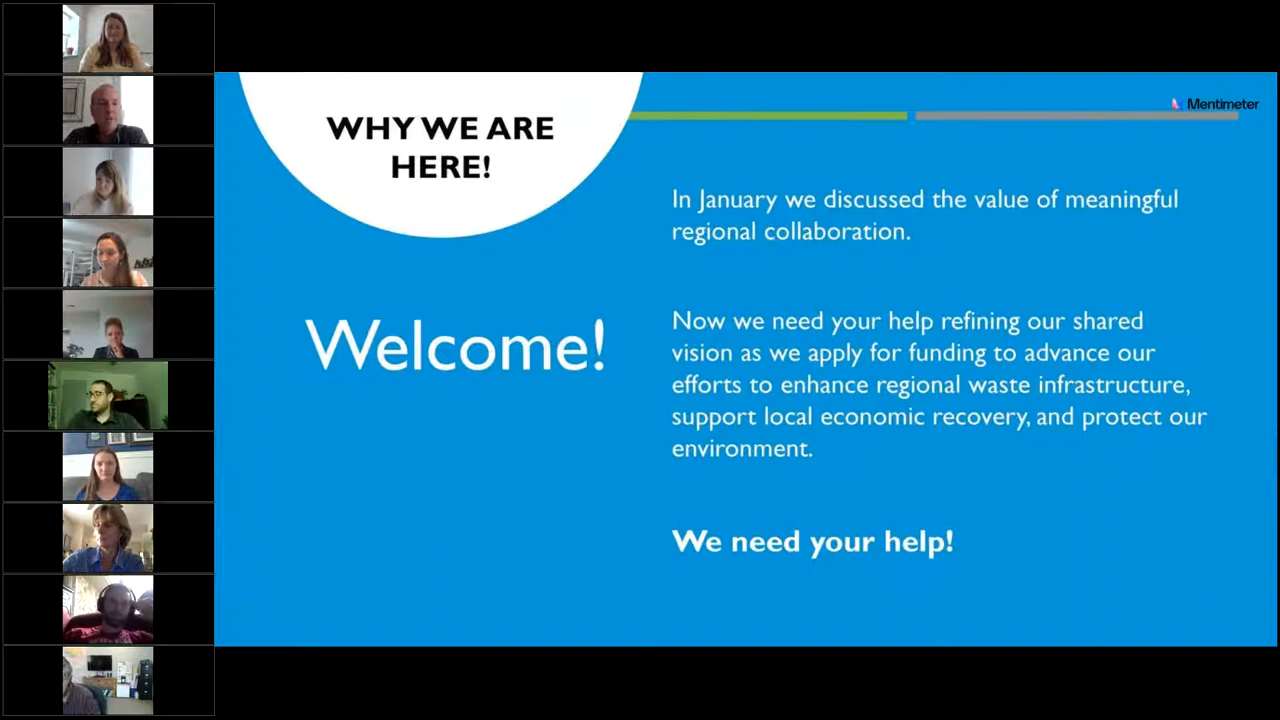 WHY WE ARE
HERE!
Mentimeter
Welcome!
In January we discussed the value of meaningful
regional collaboration.
Now we need your help refining our shared
vision as we apply for funding to advance our
efforts to enhance regional waste infrastructure,
support local economic recovery, and protect our
environment.
We need your help!